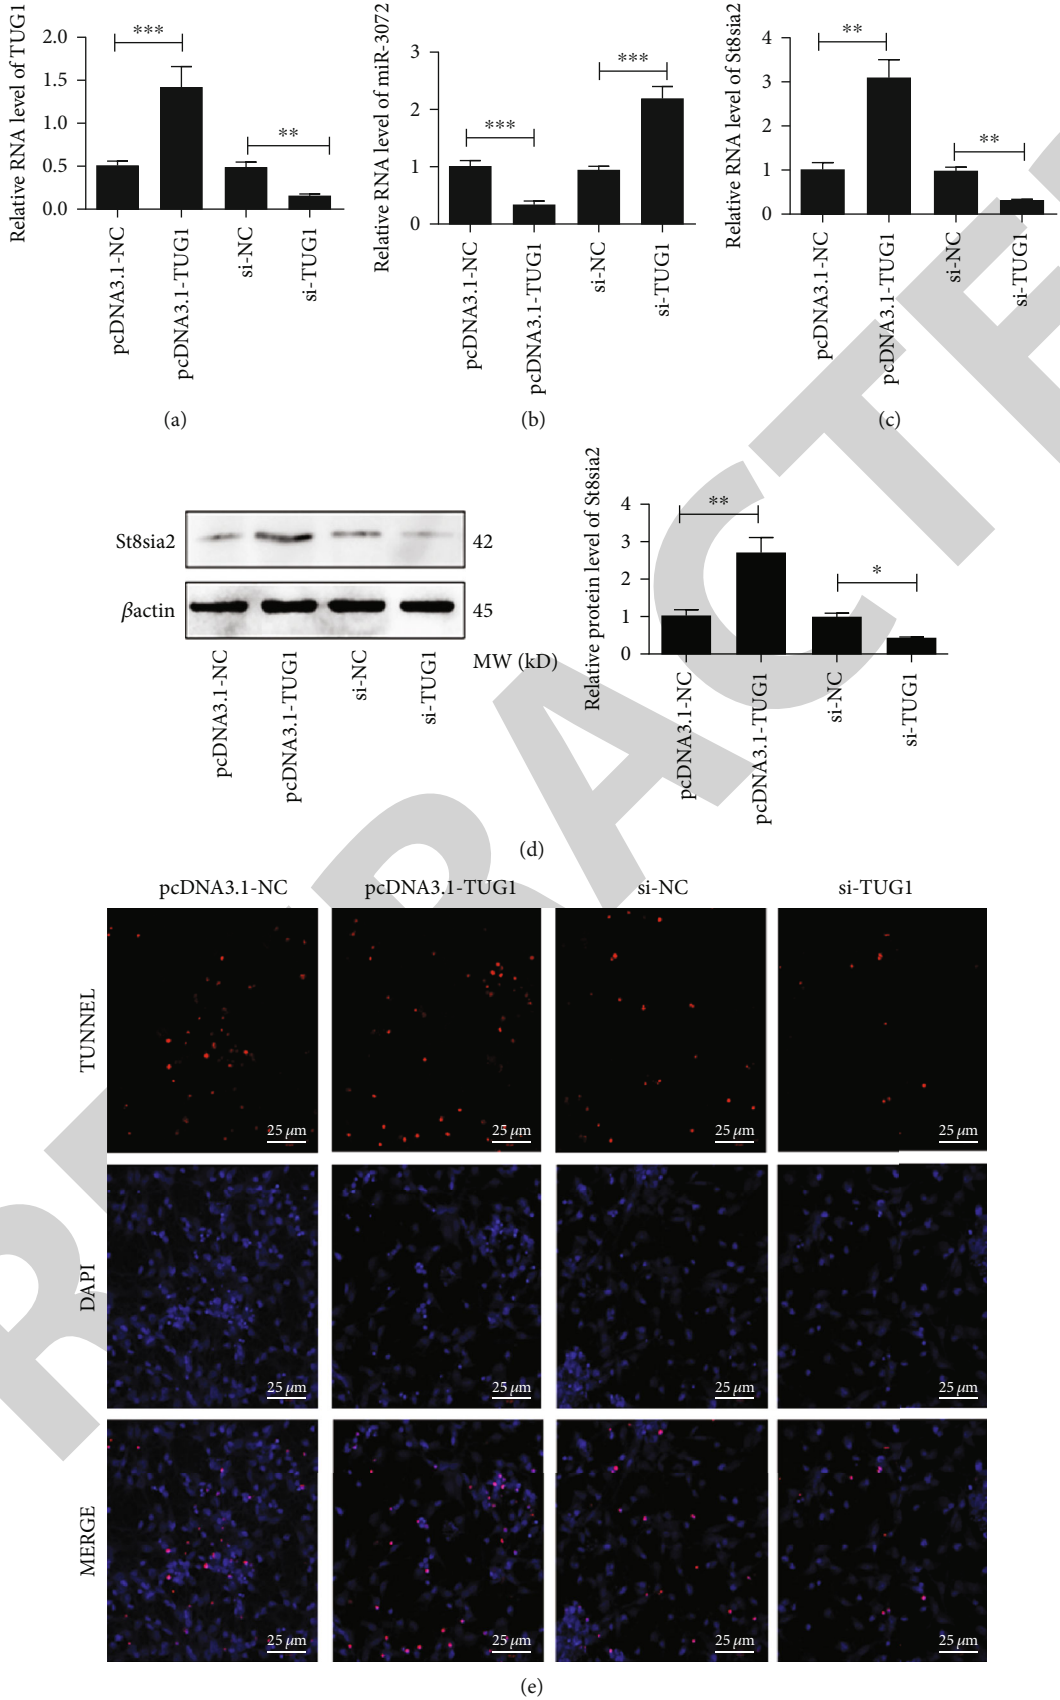 Relative RNA level of TUG1
2.0
1.5
1.0
0.5
0.0
***
**
pcDNA3.1-NC
pcDNA3.1-TUG1
si-NC
si-TUG1
(a)
Relative RNA level of miR-3072
3
2
1
0
***
***
pcDNA3.1-NC
pcDNA3.1-TUG1
si-NC
si-TUG1
(b)
Relative RNA level of St8sia2
4
3
2
1
0
**
**
pcDNA3.1-NC
pcDNA3.1-TUG1
si-NC
si-TUG1
(c)
St8sia2
42
βactin
45
MW (kD)
pcDNA3.1-NC
pcDNA3.1-TUG1
si-NC
si-TUG1
Relative protein level of St8sia2
4
3
2
1
0
**
*
pcDNA3.1-NC
pcDNA3.1-TUG1
si-NC
si-TUG1
(d)
pcDNA3.1-NC pcDNA3.1-TUG1 si-NC si-TUG1
TUNNEL
25 μm 25 μm 25 μm 25 μm
DAPI
25 μm 25 μm 25 μm 25 μm
MERGE
25 μm 25 μm 25 μm 25 μm
(e)